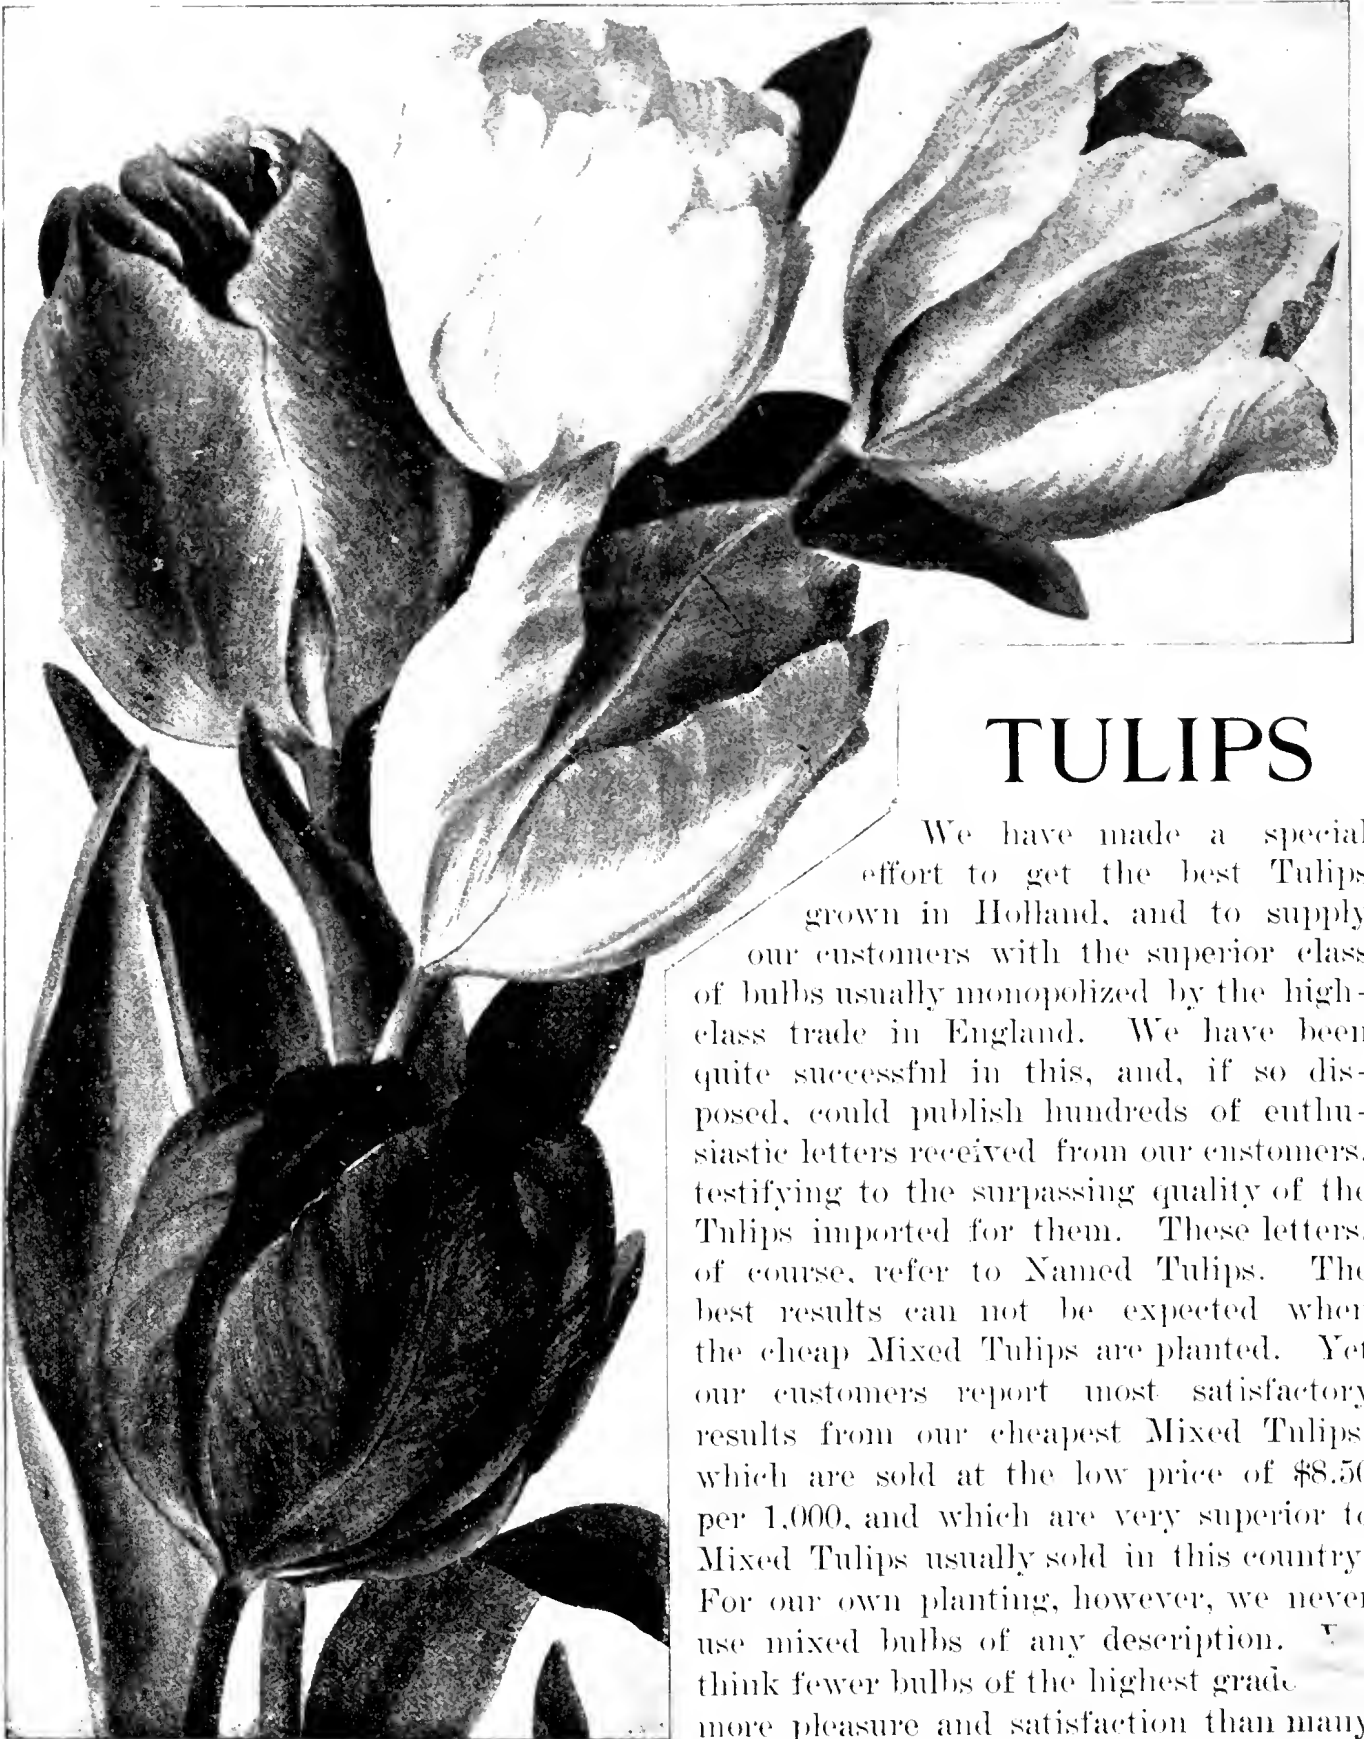 TULIPS
We have made a special
effort to get the best Tulips
grown in Holland, and to supply
our customers with the superior class
of bulbs usually monopolized by the high-
class trade in England. We have been
quite successful in this, and, if so dis-
posed, could publish hundreds of enthu-
siastic letters received from our customers,
testifying to the surpassing quality of the
Tulips imported for them. These letters,
of course, refer to Named Tulips. The
best results can not be expected when
the cheap Mixed Tulips are planted. Yet
our customers report most satisfactory
results from our cheapest Mixed Tulips
which are sold at the low price of $8.50
per 1,000, and which are very superior to
Mixed Tulips usually sold in this country
For our own planting, however, we never
use mixed bulbs of any description.
think fewer bulbs of the highest grade
more pleasure and satisfaction than many